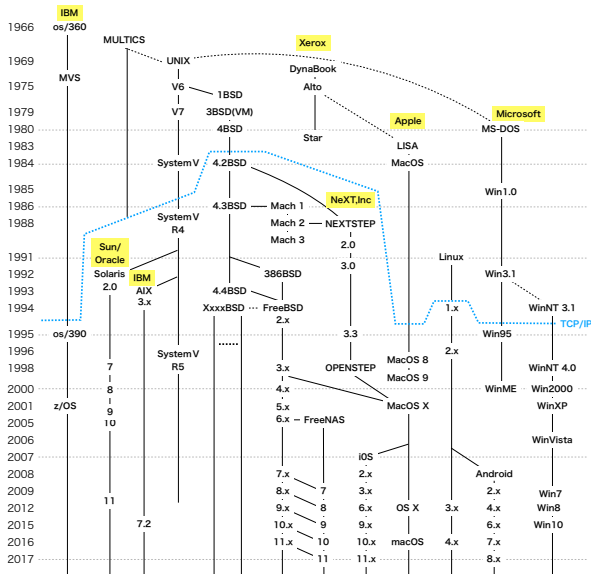 IBM
1966 os/360
MULTICS
Xerox
1969 UNIX
DynaBook
MVS
1975 V6 Alto
1BSD
1979 V7 3BSD(VM)
Apple Microsoft
1980 4BSD MS-DOS
Star
1983 LISA
1984 System V 4.2BSD MacOS
1985 Win1.0
NeXT,Inc
1986 4.3BSD Mach 1
System V
1988 R4 Mach 2 NEXTSTEP
Mach 3 2.0
Sun/
Oracle
1991 Linux
3.0
IBM
1992 Solaris 386BSD Win3.1
1993 2.0 AIX 4.4BSD
1994 3.x XxxxBSD FreeBSD 1.x WinNT 3.1
2.x
TCP/IP
1995 os/390 3.3 Win95
1996 System V 2.x
R5 MacOS 8
1998 7 3.x OPENSTEP WinNT 4.0
MacOS 9
2000 8 4.x WinME Win2000
2001 z/OS 9 5.x MacOS X WinXP
2005 10 6.x FreeNAS
2006 WinVista
2007 iOS
2008 7.x 2.x Android
2009 8.x 7 3.x 2.x Win7
11
2012 9.x 8 6.x OS X 3.x 4.x Win8
2015 7.2 10.x 9 9.x 6.x Win10
2016 11.x 10 10.x macOS 4.x 7.x
2017 11 11.x 8.x